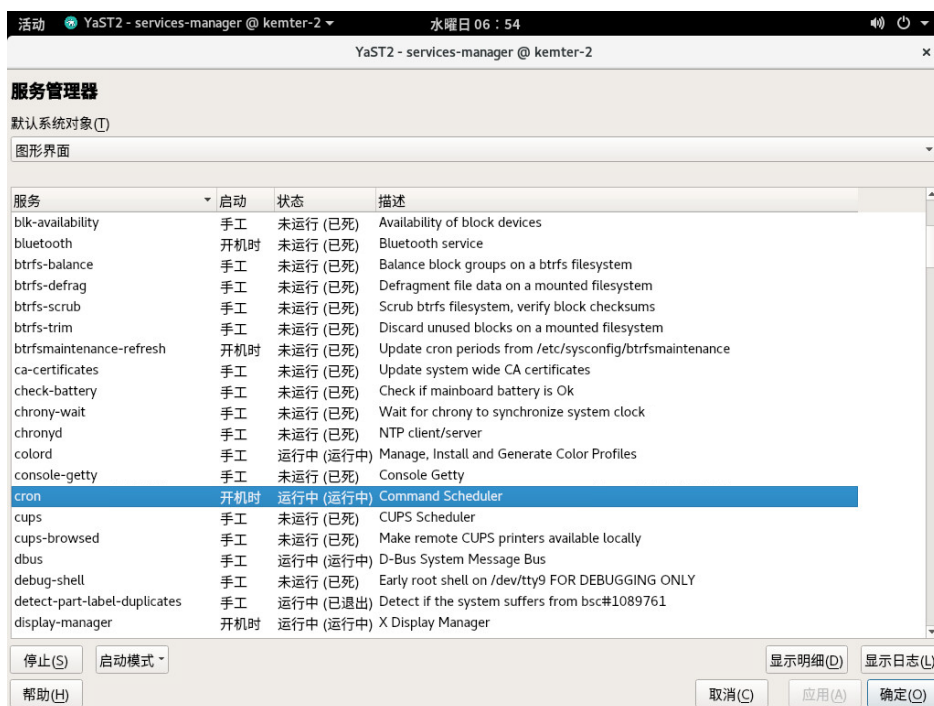 活动 YaST2 - services-manager @ kemter-2 水曜日 06：54
YaST2 - services-manager @ kemter-2 ×
服务管理器
默认系统对象(T)
图形界面
服务 启动 状态 描述
blk-availability 手工 未运行 (已死) Availability of block devices
bluetooth 开机时 未运行 (已死) Bluetooth service
btrfs-balance 手工 未运行 (已死) Balance block groups on a btrfs filesystem
btrfs-defrag 手工 未运行 (已死) Defragment file data on a mounted filesystem
btrfs-scrub 手工 未运行 (已死) Scrub btrfs filesystem, verify block checksums
btrfs-trim 手工 未运行 (已死) Discard unused blocks on a mounted filesystem
btrfsmaintenance-refresh 开机时 未运行 (已死) Update cron periods from /etc/sysconfig/btrfsmaintenance
ca-certificates 手工 未运行 (已死) Update system wide CA certificates
check-battery 手工 未运行 (已死) Check if mainboard battery is Ok
chrony-wait 手工 未运行 (已死) Wait for chrony to synchronize system clock
chronyd 手工 未运行 (已死) NTP client/server
colord 手工 运行中 (运行中) Manage, Install and Generate Color Profiles
console-getty 手工 未运行 (已死) Console Getty
cron 开机时 运行中 (运行中) Command Scheduler
cups 手工 未运行 (已死) CUPS Scheduler
cups-browsed 手工 未运行 (已死) Make remote CUPS printers available locally
dbus 手工 运行中 (运行中) D-Bus System Message Bus
debug-shell 手工 未运行 (已死) Early root shell on /dev/tty9 FOR DEBUGGING ONLY
detect-part-label-duplicates 手工 运行中 (已退出) Detect if the system suffers from bsc#1089761
display-manager 开机时 运行中 (运行中) X Display Manager
停止(S) 启动模式 显示明细(D) 显示日志(L)
帮助(H) 取消(C) 应用(A) 确定(O)